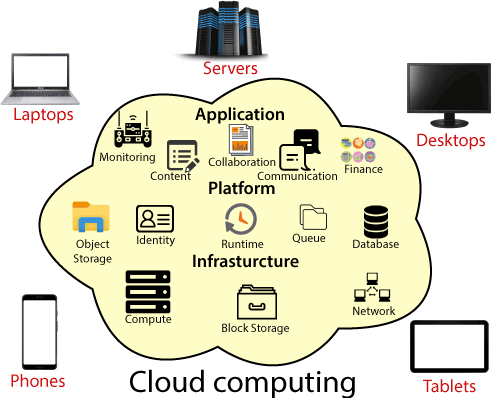 Servers
Laptops
Desktops
Application
Monitoring
Content
Collaboration
Communication
Finance
Platform
Object
Storage
Identity
Runtime
Queue
Database
Infrasturcture
Compute
Block Storage
Network
Phones
Cloud computing
Tablets